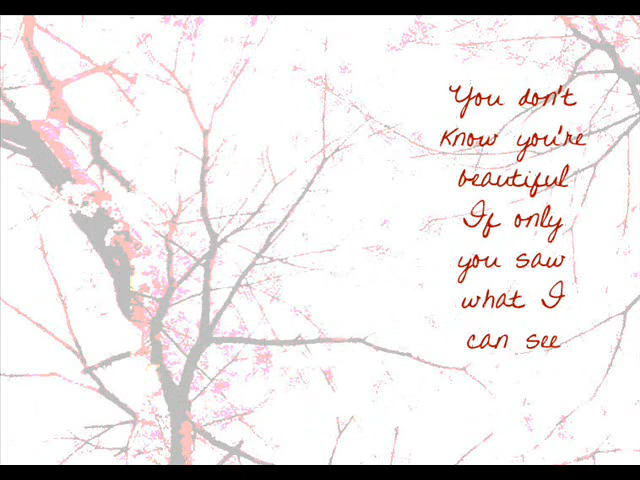 You don't
know you're
beautiful
If only
you saw
what I
can see